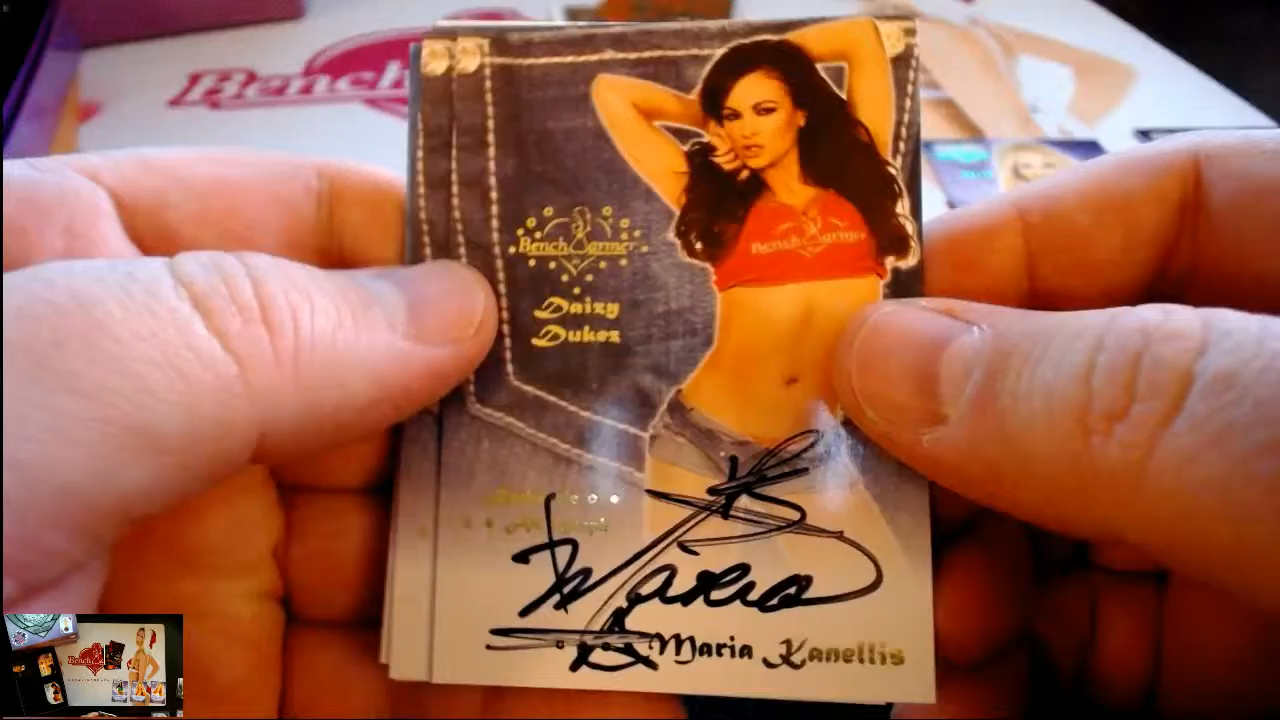 Bench
BenchWarmer
BenchWarmer
Daizy
Dukez
Maria
Maria Kanellis